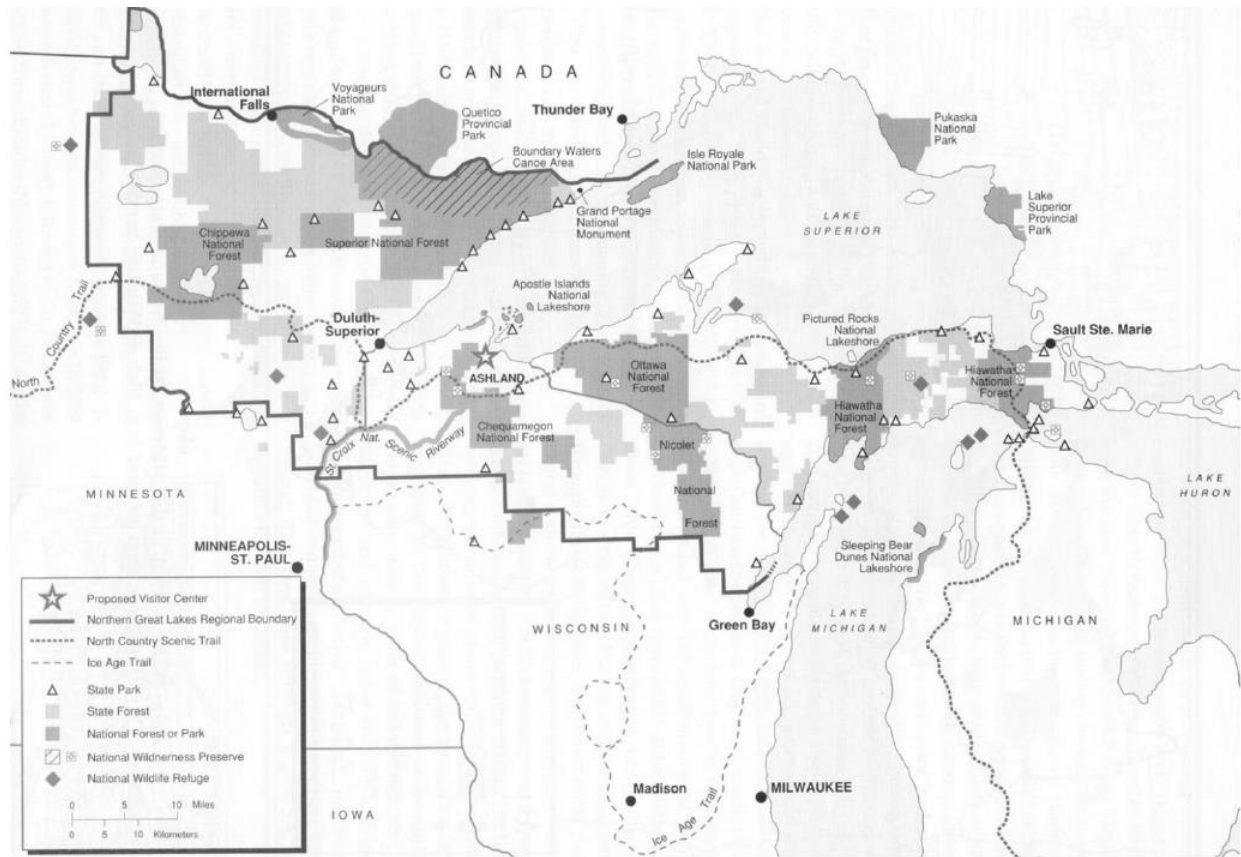 CANADA
International
Falls
Voyageurs
National
Park
Quetico
Provincial
Park
Thunder Bay
Boundary Waters
Canoe Area
Isle Royale
National Park
Pukaska
National
Park
Grand Portage
National
Monument
LAKE
SUPERIOR
Lake
Superior
Provincial
Park
Chippewa
National
Forest
Superior National Forest
North Country Trail
Apostle Islands
National
Lakeshore
Duluth-
Superior
Pictured Rocks
National
Lakeshore
Sault Ste. Marie
ASHLAND
Ottawa
National
Forest
Hiawatha
National
Forest
Hiawatha
National
Forest
Chequamegon
National Forest
St. Croix Nat. Scenic Riverway
Nicolet
National
Forest
MINNESOTA
LAKE
HURON
MINNEAPOLIS-
ST. PAUL
Sleeping Bear
Dunes National
Lakeshore
Green Bay
WISCONSIN
LAKE
MICHIGAN
MICHIGAN
Proposed Visitor Center
Northern Great Lakes Regional Boundary
North Country Scenic Trail
Ice Age Trail
State Park
State Forest
National Forest or Park
National Wildnerness Preserve
National Wildlife Refuge
0 5 10 Miles
0 5 10 Kilometers
IOWA
Madison
MILWAUKEE
Ice Age Trail